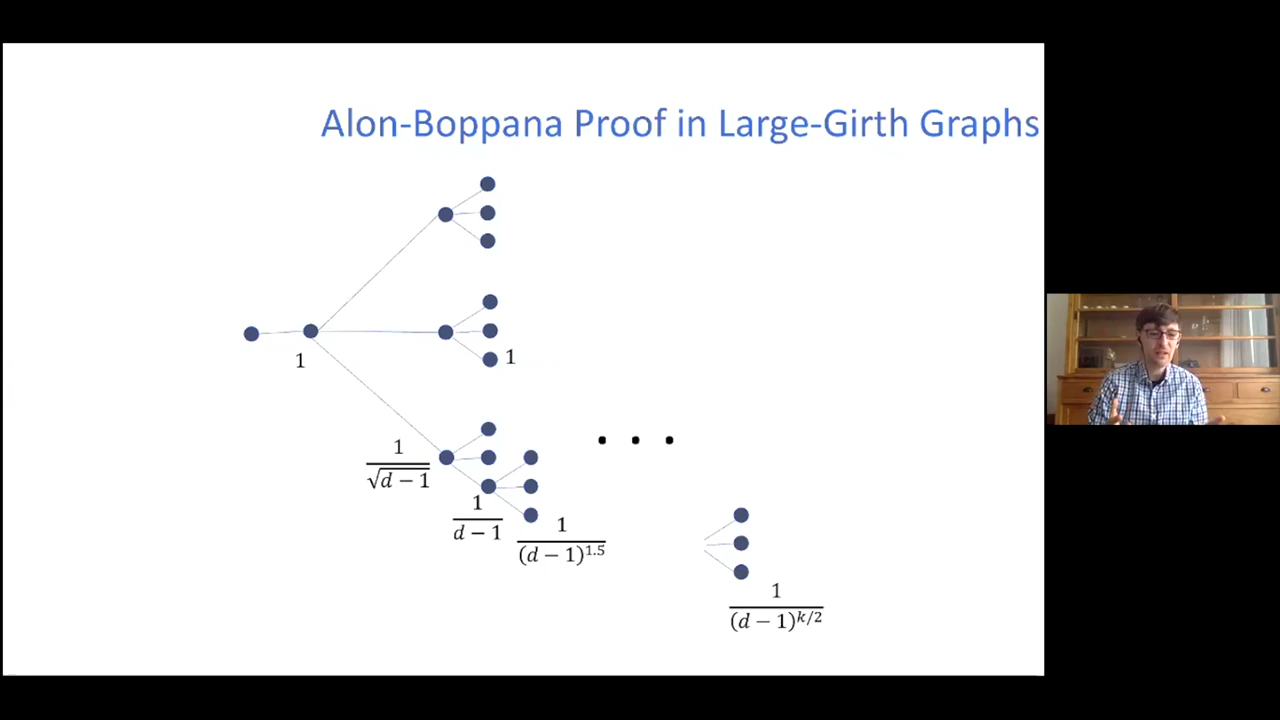 Alon-Boppana Proof in Large-Girth Graphs
1
1
1
√d − 1
1
d − 1
1
(d − 1)^1.5
. . .
1
(d − 1)^k/2